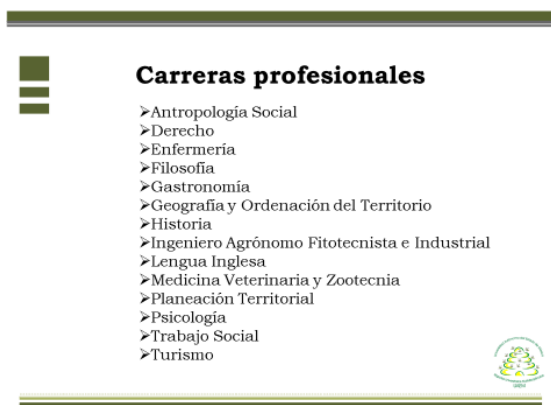 Carreras profesionales
➢Antropología Social
➢Derecho
➢Enfermería
➢Filosofía
➢Gastronomía
➢Geografía y Ordenación del Territorio
➢Historia
➢Ingeniero Agrónomo Fitotecnista e Industrial
➢Lengua Inglesa
➢Medicina Veterinaria y Zootecnia
➢Planeación Territorial
➢Psicología
➢Trabajo Social
➢Turismo